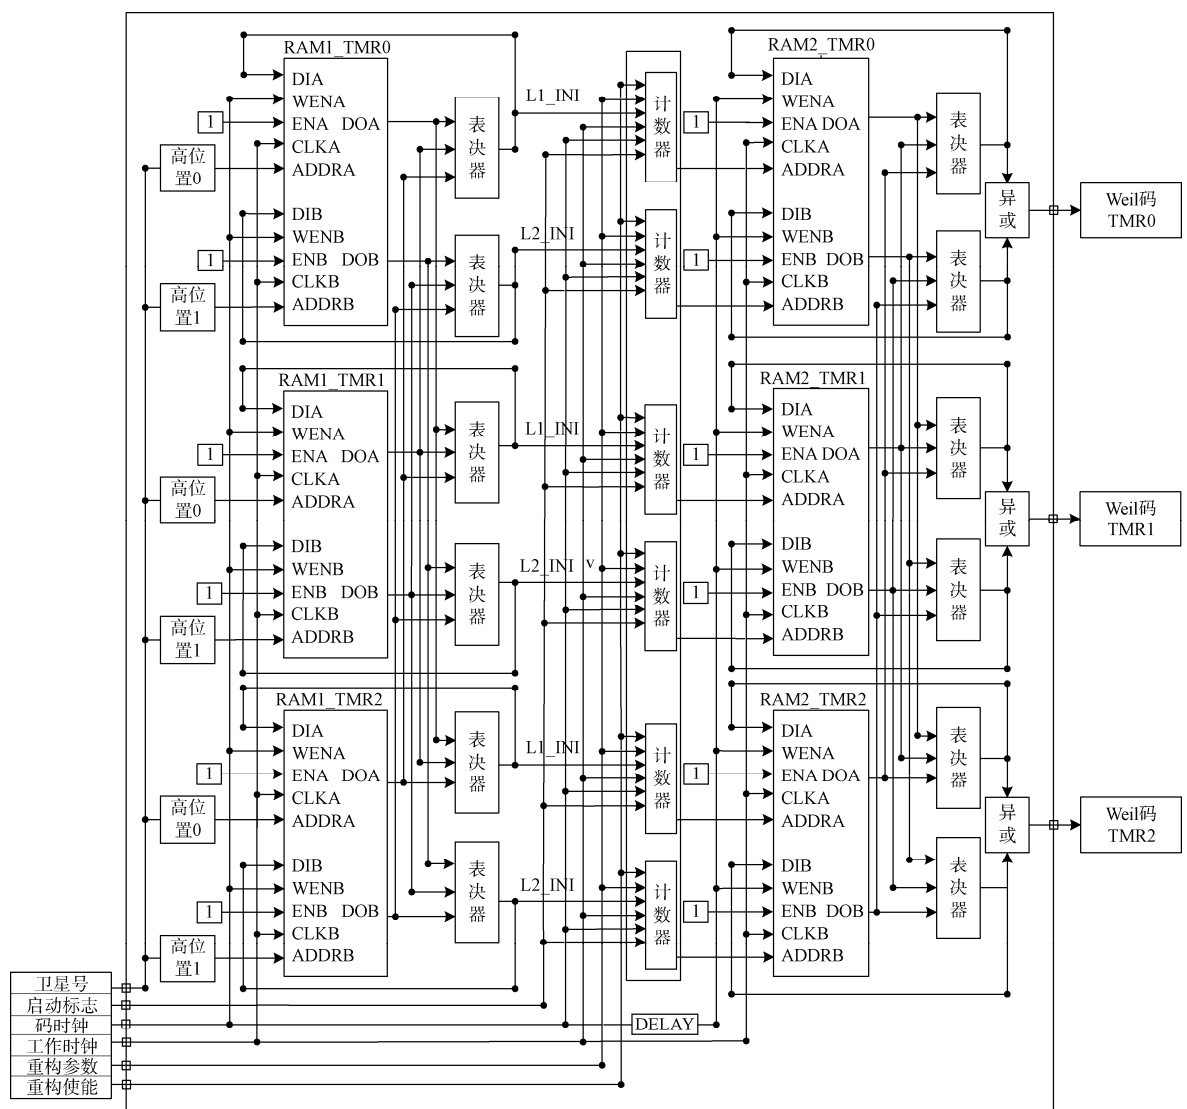 RAM1_TMR0
DIA
WENA
1
ENA DOA
CLKA
高位
置0
ADDRA
DIB
WENB
1
ENB DOB
CLKB
高位
置1
ADDRB
表
决
器
表
决
器
L1_INI
L2_INI
计
数
器
计
数
器
RAM2_TMR0
DIA
WENA
1
ENA DOA
CLKA
ADDRA
DIB
WENB
1
ENB DOB
CLKB
ADDRB
表
决
器
表
决
器
异
或
Weil码
TMR0
RAM1_TMR1
DIA
WENA
1
ENA DOA
CLKA
高位
置0
ADDRA
DIB
WENB
1
ENB DOB
CLKB
高位
置1
ADDRB
表
决
器
表
决
器
L1_INI
L2_INI v
计
数
器
计
数
器
RAM2_TMR1
DIA
WENA
1
ENA DOA
CLKA
ADDRA
DIB
WENB
1
ENB DOB
CLKB
ADDRB
表
决
器
表
决
器
异
或
Weil码
TMR1
RAM1_TMR2
DIA
WENA
1
ENA DOA
CLKA
高位
置0
ADDRA
DIB
WENB
1
ENB DOB
CLKB
高位
置1
ADDRB
表
决
器
表
决
器
L1_INI
L2_INI
计
数
器
计
数
器
RAM2_TMR2
DIA
WENA
1
ENA DOA
CLKA
ADDRA
DIB
WENB
1
ENB DOB
CLKB
ADDRB
表
决
器
表
决
器
异
或
Weil码
TMR2
卫星号
启动标志
码时钟
DELAY
工作时钟
重构参数
重构使能